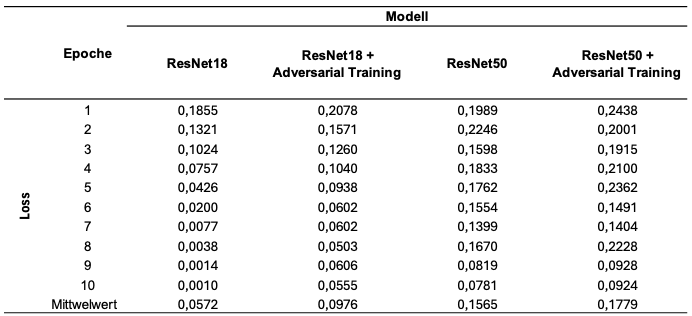 Modell
Epoche ResNet18 ResNet18 + Adversarial Training ResNet50 ResNet50 + Adversarial Training
Loss
1 0,1855 0,2078 0,1989 0,2438
2 0,1321 0,1571 0,2246 0,2001
3 0,1024 0,1260 0,1598 0,1915
4 0,0757 0,1040 0,1833 0,2100
5 0,0426 0,0938 0,1762 0,2362
6 0,0200 0,0602 0,1554 0,1491
7 0,0077 0,0602 0,1399 0,1404
8 0,0038 0,0503 0,1670 0,2228
9 0,0014 0,0606 0,0819 0,0928
10 0,0010 0,0555 0,0781 0,0924
Mittwelwert 0,0572 0,0976 0,1565 0,1779